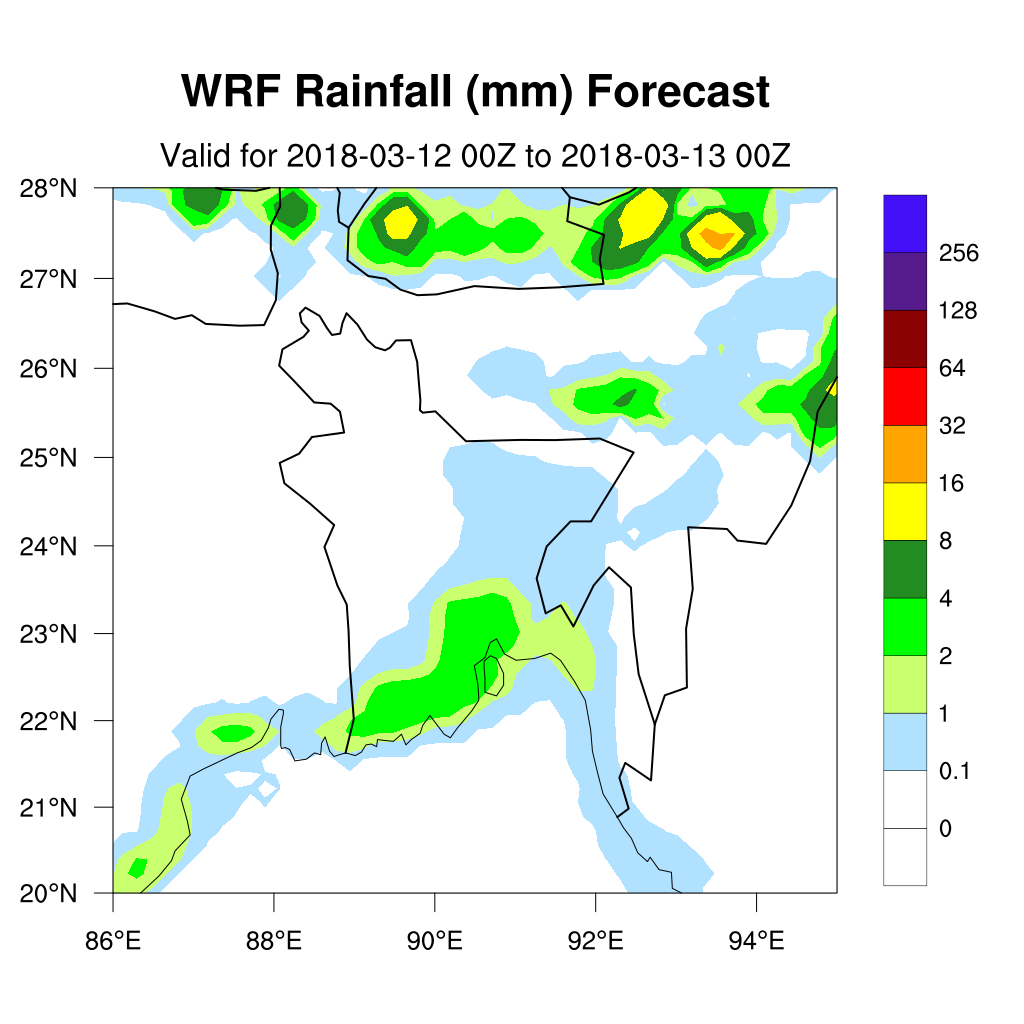 WRF Rainfall (mm) Forecast
Valid for 2018-03-12 00Z to 2018-03-13 00Z
28°N
27°N
26°N
25°N
24°N
23°N
22°N
21°N
20°N
86°E
88°E
90°E
92°E
94°E
256
128
64
32
16
8
4
2
1
0.1
0